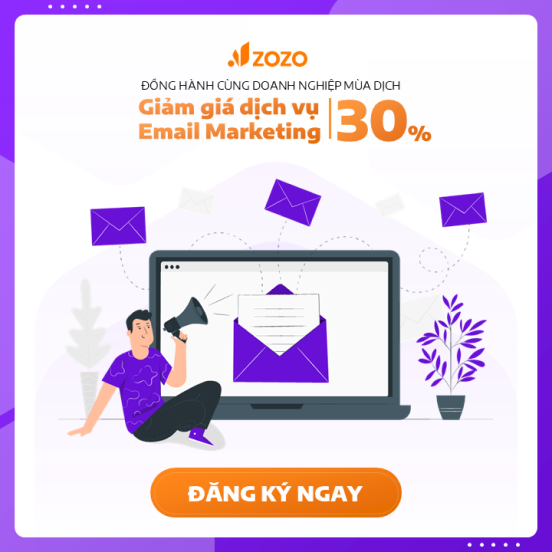 ZOZO
ĐỒNG HÀNH CÙNG DOANH NGHIỆP MÙA DỊCH
Giảm giá dịch vụ
Email Marketing
30%
ĐĂNG KÝ NGAY